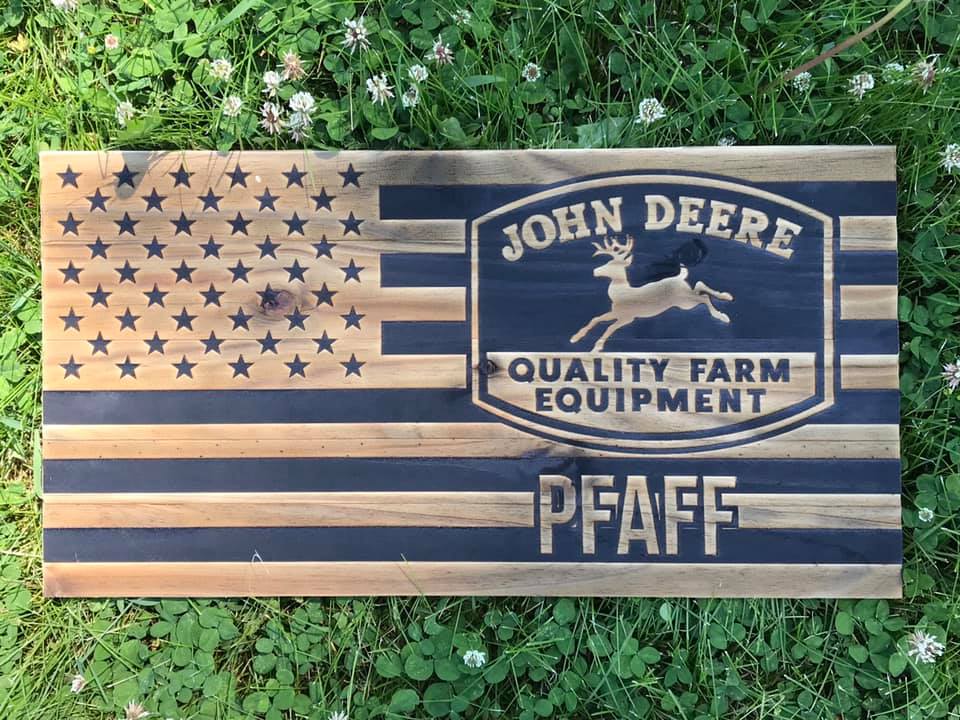 JOHN DEERE
QUALITY FARM
EQUIPMENT
PFAFF